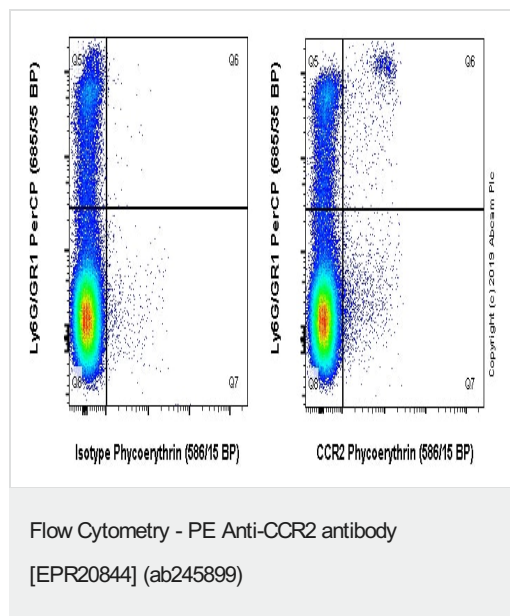 Ly6G/GR1 PerCP (685/35 BP)
Q5
Q6
Q8
Q7
Isotype Phycoerythrin (586/15 BP)
Ly6G/GR1 PerCP (685/35 BP)
Q5
Q6
Q8
Q7
CCR2 Phycoerythrin (586/15 BP)
Copyright (c) 2019 Abcam Plc
Flow Cytometry - PE Anti-CCR2 antibody
[EPR20844] (ab245899)